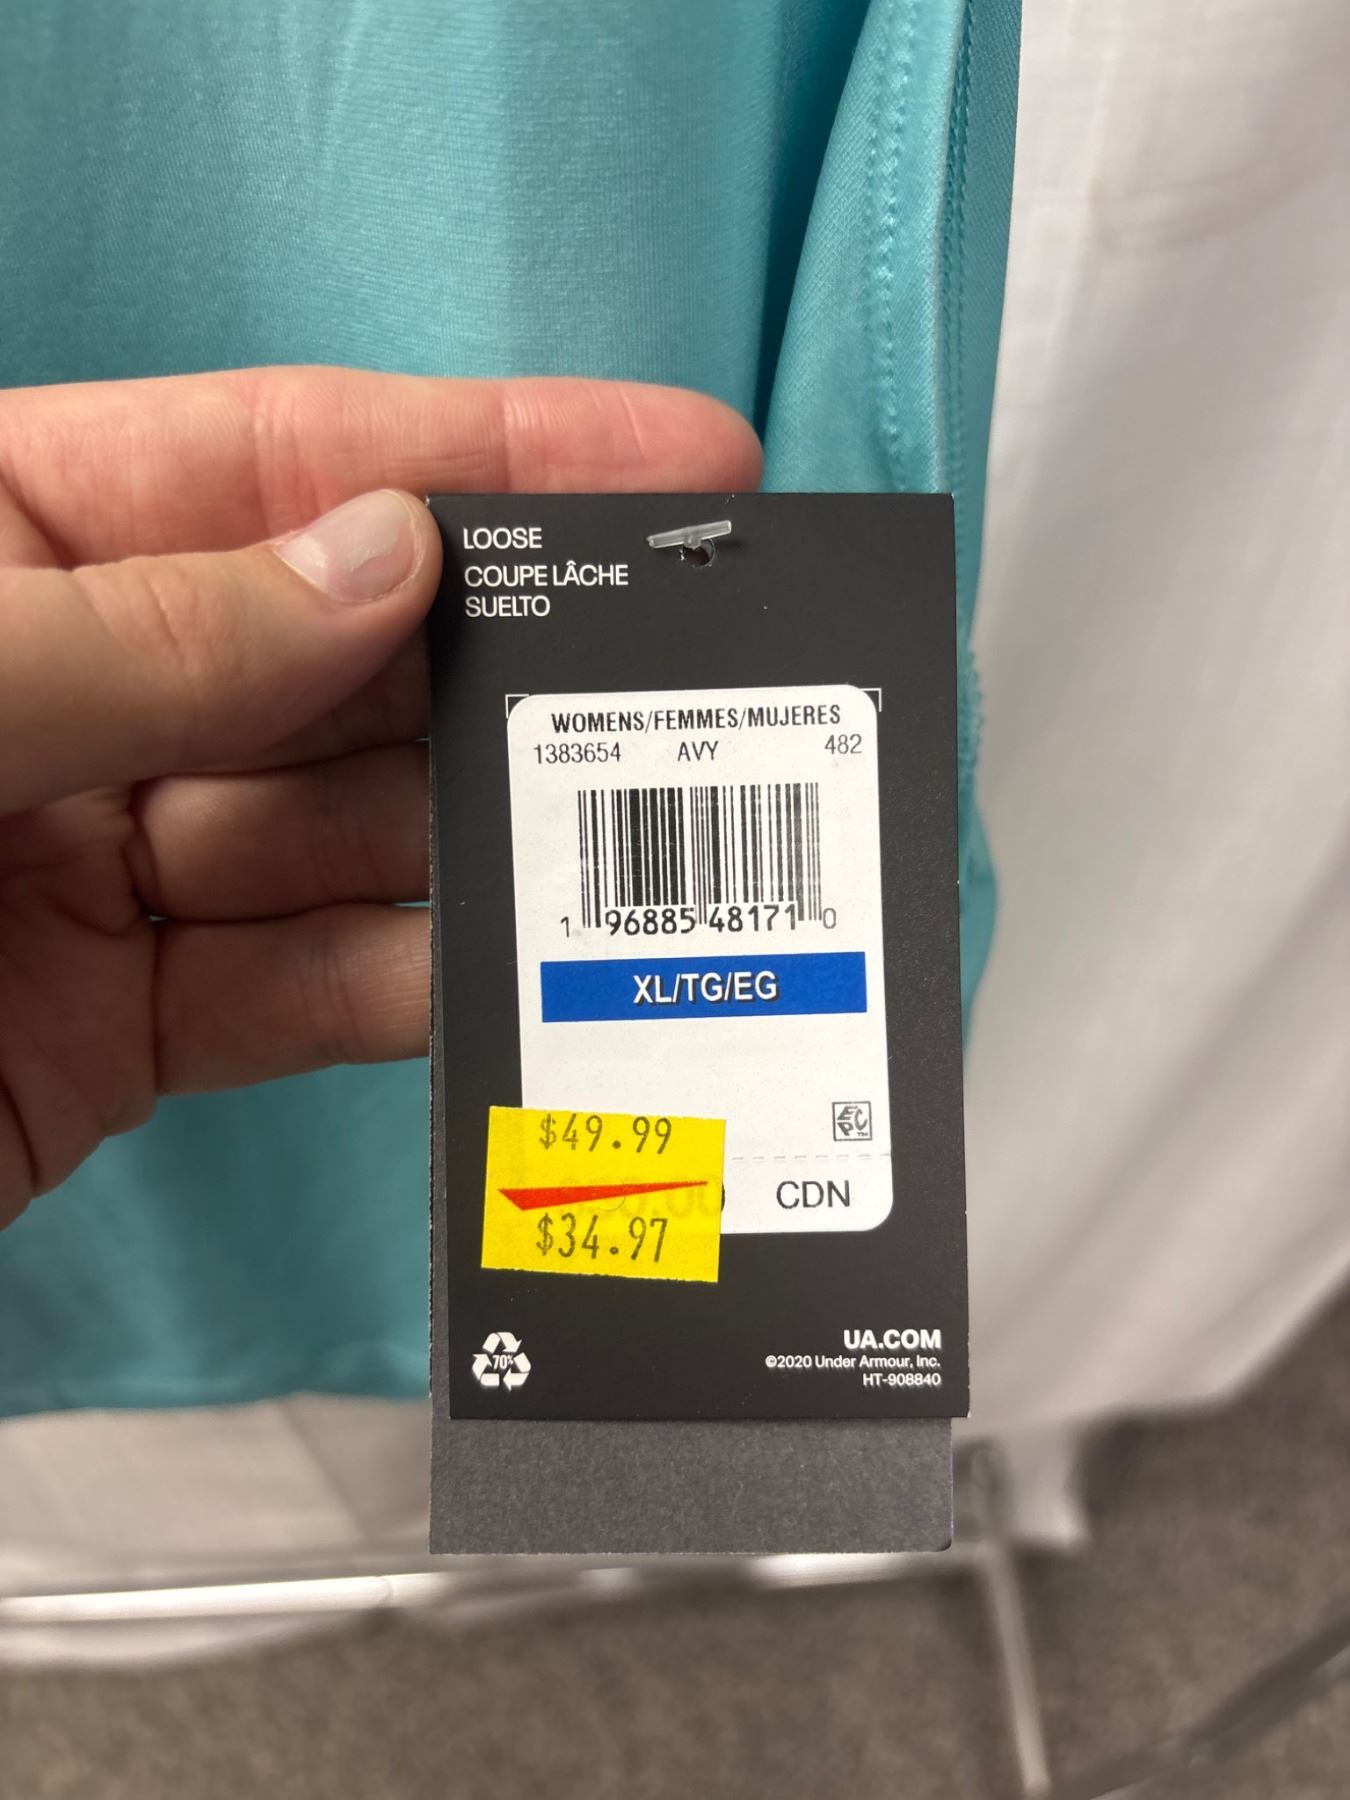 LOOSE
COUPE LÂCHE
SUELTO
WOMENS/FEMMES/MUJERES
1383654 AVY 482
1 96885 48171 0
XL/TG/EG
$49.99
CDN
$34.97
70%
UA.COM
©2020 Under Armour, Inc.
HT-908840